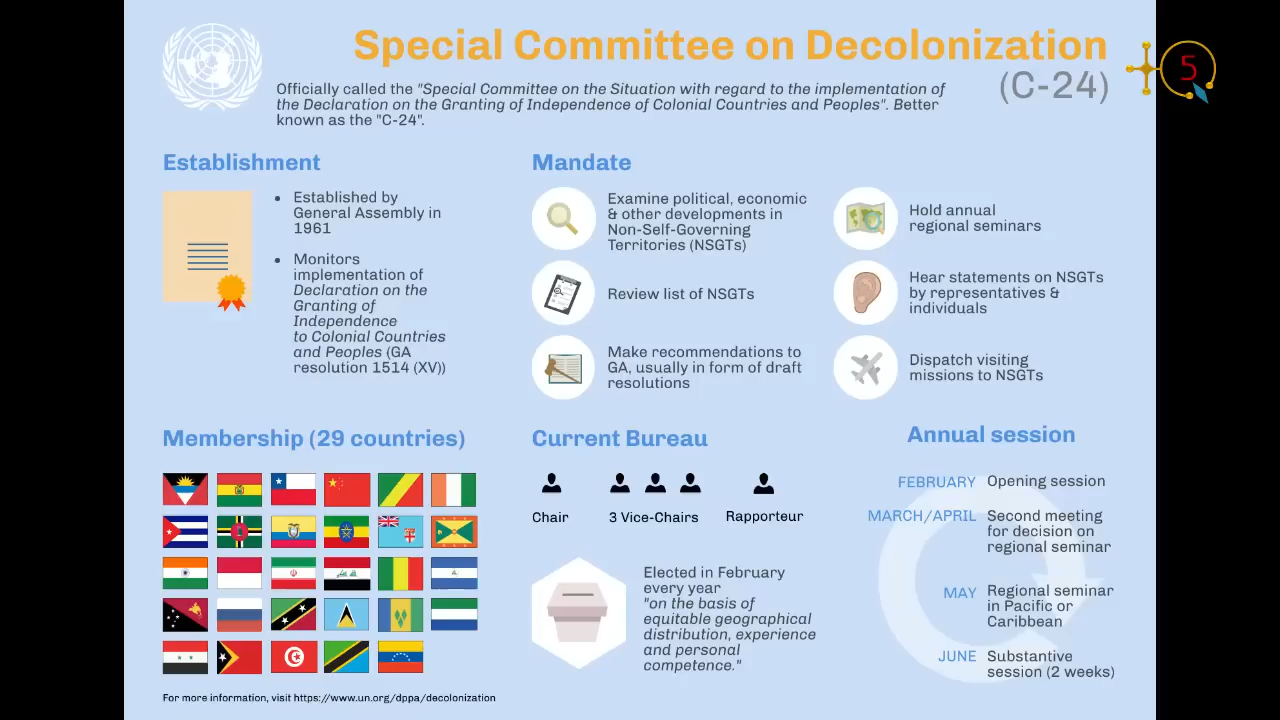 Special Committee on Decolonization
(C-24)
5
Officially called the "Special Committee on the Situation with regard to the implementation of
the Declaration on the Granting of Independence of Colonial Countries and Peoples". Better
known as the "C-24".
Establishment
Established by
General Assembly in
1961
Monitors
implementation of
Declaration on the
Granting of
Independence
to Colonial Countries
and Peoples (GA
resolution 1514 (XV))
Mandate
Examine political, economic
& other developments in
Non-Self-Governing
Territories (NSGTs)
Review list of NSGTs
Make recommendations to
GA, usually in form of draft
resolutions
Hold annual
regional seminars
Hear statements on NSGTs
by representatives &
individuals
Dispatch visiting
missions to NSGTs
Membership (29 countries)
For more information, visit https://www.un.org/dppa/decolonization
Current Bureau
Chair
3 Vice-Chairs
Rapporteur
Elected in February
every year
"on the basis of
equitable geographical
distribution, experience
and personal
competence."
Annual session
FEBRUARY Opening session
MARCH/APRIL Second meeting
for decision on
regional seminar
MAY Regional seminar
in Pacific or
Caribbean
JUNE Substantive
session (2 weeks)